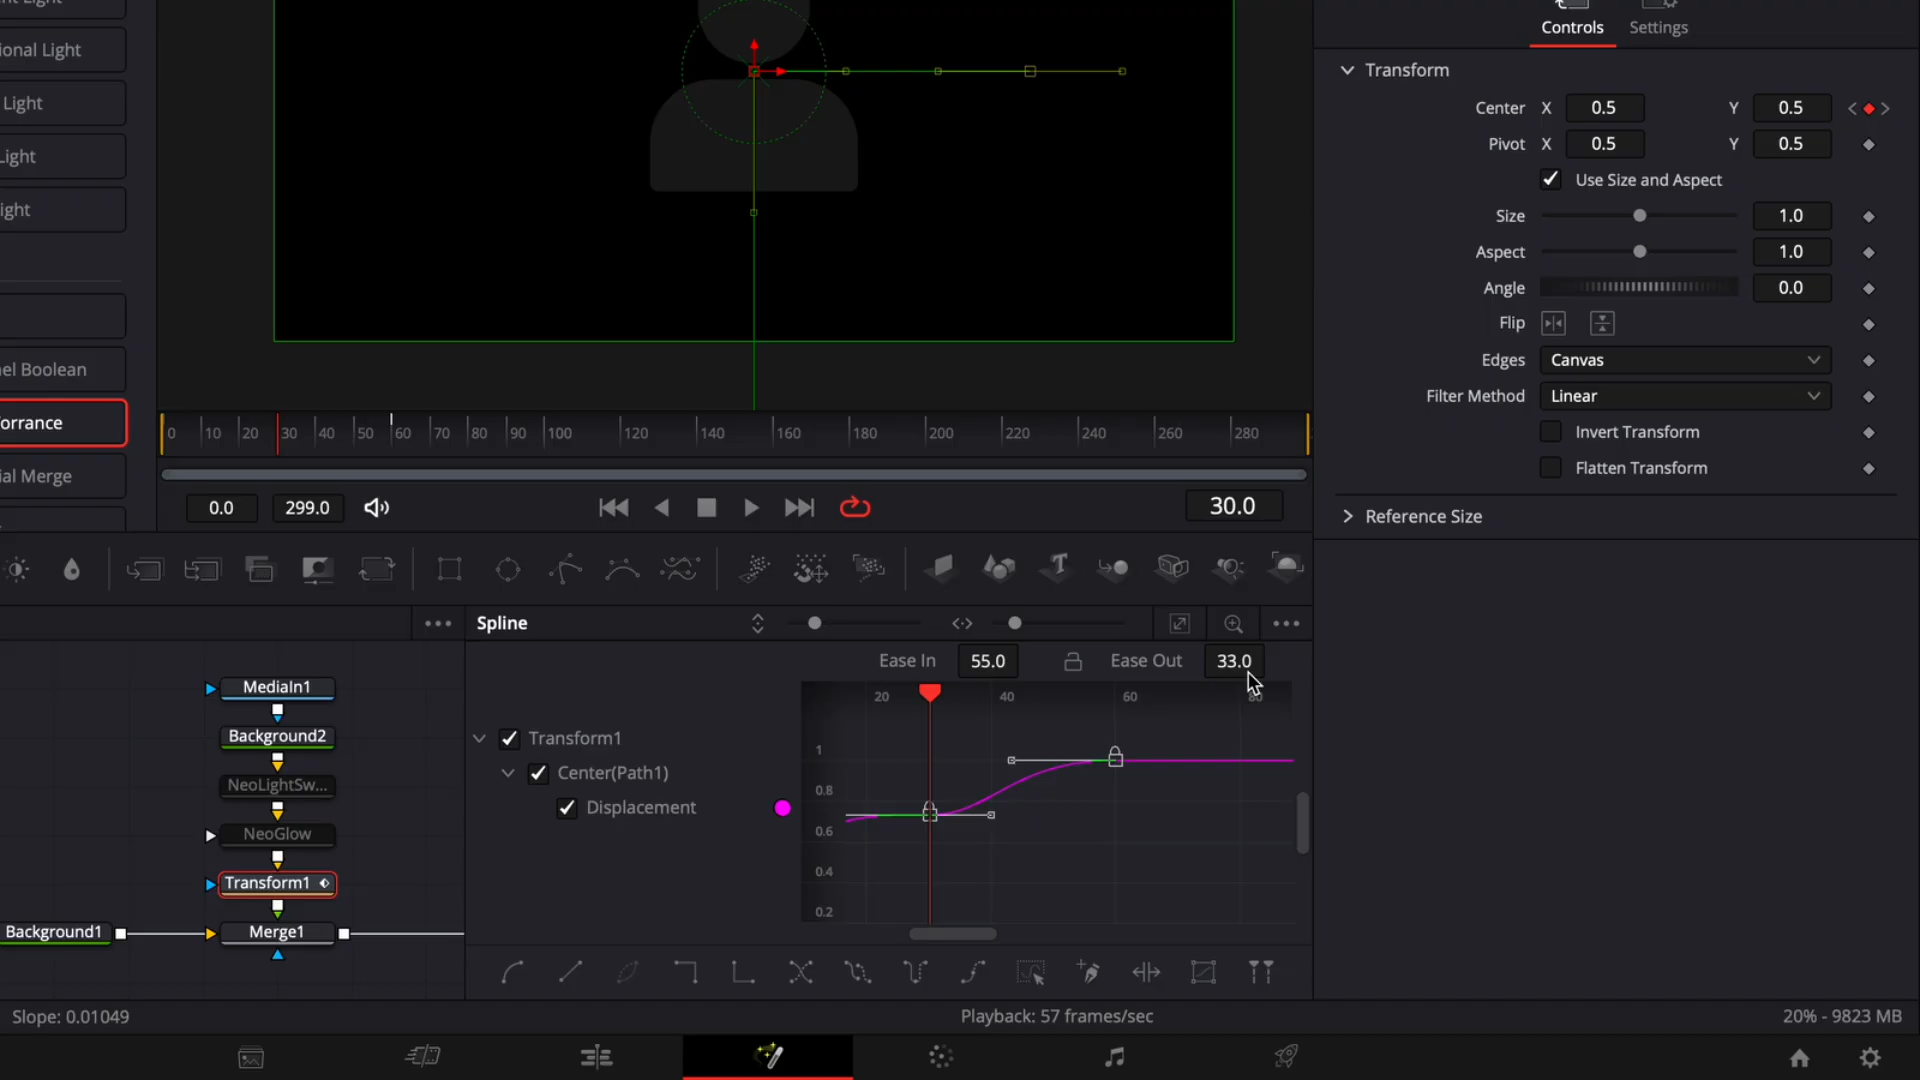 ional Light
Light
Light
ight
el Boolean
orrance
ial Merge
Controls
Settings
Transform
Center X 0.5 Y 0.5
Pivot X 0.5 Y 0.5
Use Size and Aspect
Size 1.0
Aspect 1.0
Angle 0.0
Flip
Edges Canvas
Filter Method Linear
Invert Transform
Flatten Transform
Reference Size
0 10 20 30 40 50 60 70 80 90 100 120 140 160 180 200 220 240 260 280
0.0 299.0 30.0
Spline
Ease In 55.0 Ease Out 33.0
20 40 60 80
Transform1
Center(Path1)
Displacement
1
0.8
0.6
0.4
0.2
MediaIn1
Background2
NeoLightSw...
NeoGlow
Transform1
Background1
Merge1
Slope: 0.01049
Playback: 57 frames/sec
20% - 9823 MB